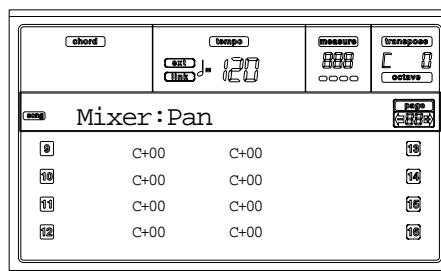 chord tempo measure transpose
ext ♩= 120 888 C 0
link octave
song Mixer:Pan page
88
9 C+00 C+00 13
10 C+00 C+00 14
11 C+00 C+00 15
12 C+00 C+00 16